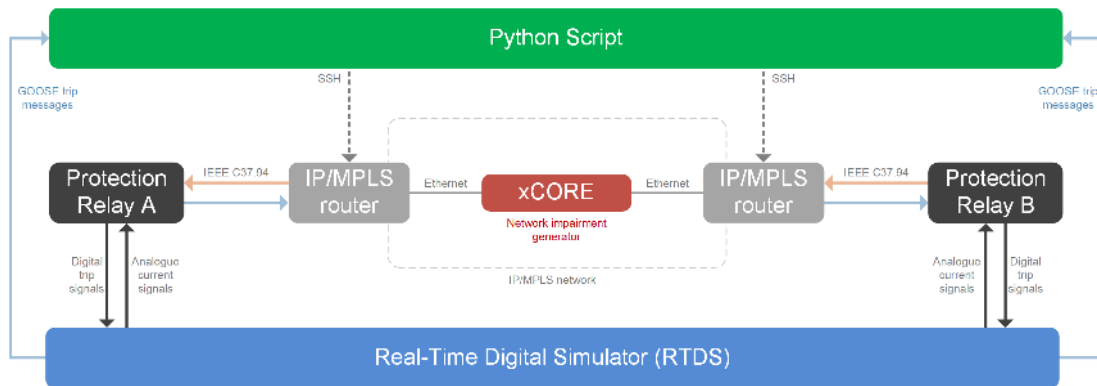 Python Script
SSH
SSH
GOOSE trip
messages
GOOSE trip
messages
Protection
Relay A
IEEE C37.94
IP/MPLS
router
Ethernet
xCORE
Ethernet
IP/MPLS
router
IEEE C37.94
Protection
Relay B
Network impairment
generator
Digital
trip
signals
Analogue
current
signals
IP/MPLS network
Analogue
current
signals
Digital
trip
signals
Real-Time Digital Simulator (RTDS)